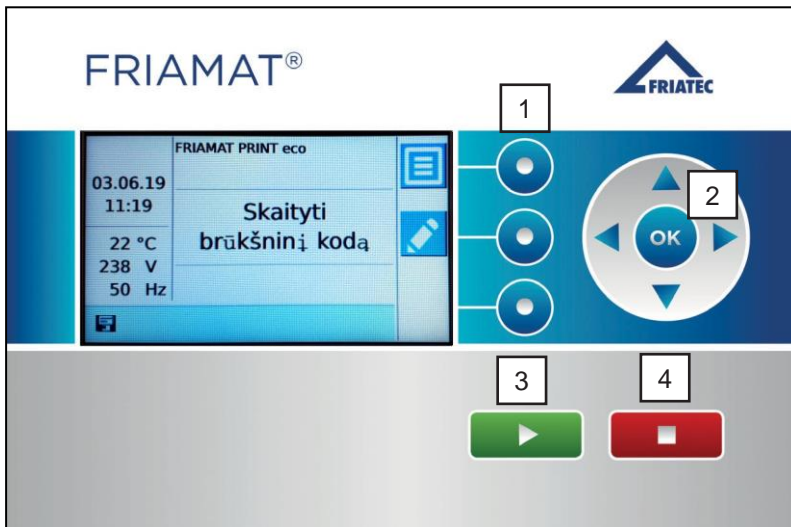 FRIAMAT®
FRIATEC
1
FRIAMAT PRINT eco
03.06.19
11:19
Skaityti
brūkšninį kodą
22 °C
238 V
50 Hz
2
OK
3
4